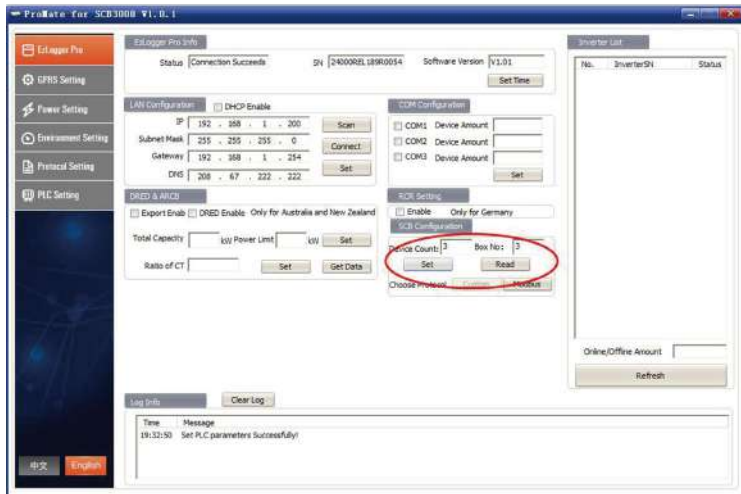 ProMate for SCB3000 V1.0.1
EzLogger Pro
GPRS Setting
Power Setting
Environment Setting
Protocol Setting
PLC Setting
中文
English
EzLogger Pro Info
Status Connection Succeeds SN 24000REL189R0054 Software Version V1.01
Set Time
LAN Configuration DHCP Enable
IP 192 . 168 . 1 . 200 Scan
Subnet Mask 255 . 255 . 255 . 0 Connect
Gateway 192 . 168 . 1 . 254
DNS 208 . 67 . 222 . 222 Set
COM Configuration
COM1 Device Amount
COM2 Device Amount
COM3 Device Amount
Set
DRED & ARCB
Export Enab DRED Enable Only for Australia and New Zealand
Total Capacity kW Power Limt kW Set
Ratio of CT Set Get Data
RCR Setting
Enable Only for Germany
SCB Configuration
Device Count: 3 Box No: 3
Set Read
Choose Protocol Custom Modbus
Inverter List
No. InverterSN Status
Online/Offline Amount
Refresh
Log Info Clear Log
Time Message
19:32:50 Set PLC parameters Successfully!